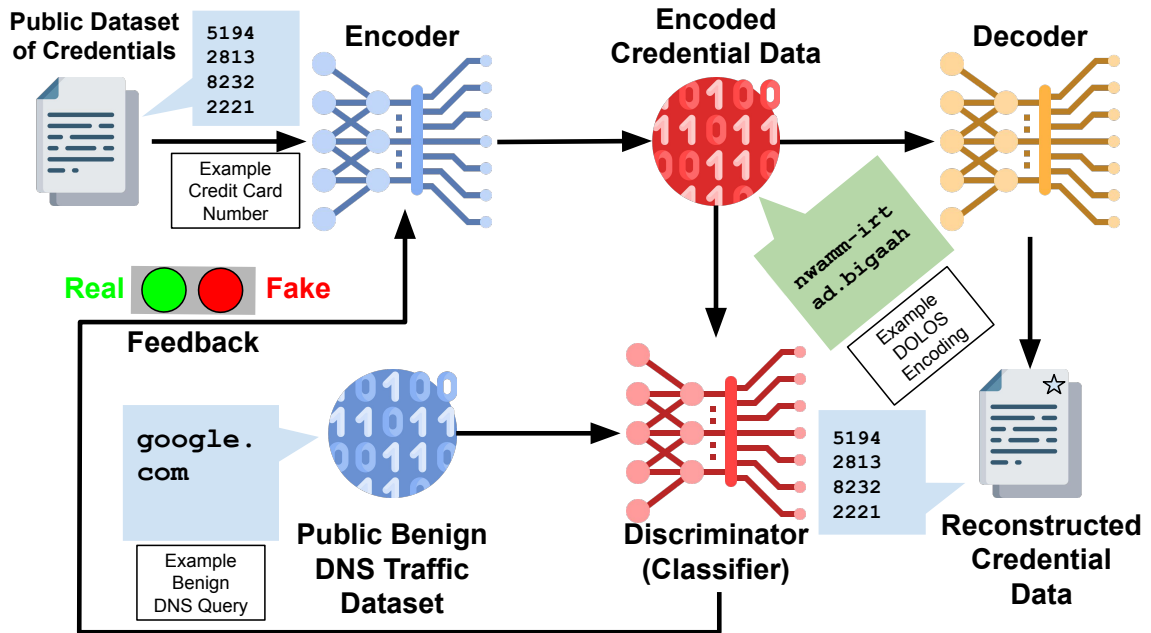 Public Dataset
of Credentials
5194
2813
8232
2221
Encoder
Encoded
Credential Data
Decoder
Example
Credit Card
Number
nwamm-irt
ad.bigaah
Example
DOLOS
Encoding
Real
Fake
Feedback
google.
com
Example
Benign
DNS Query
Public Benign
DNS Traffic
Dataset
Discriminator
(Classifier)
5194
2813
8232
2221
Reconstructed
Credential
Data